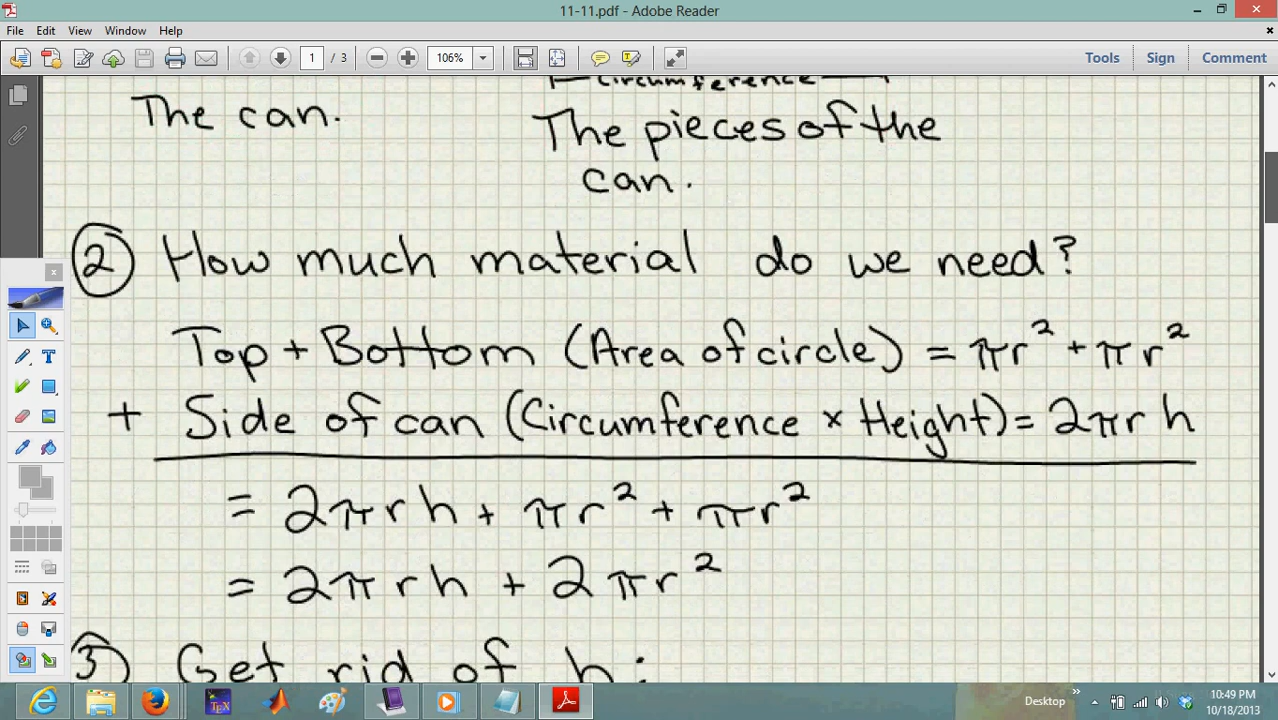 11-11.pdf - Adobe Reader
File Edit View Window Help
1 / 3 106% Tools Sign Comment
Circumference
The can. The pieces of the
can.
2 How much material do we need?
Top + Bottom (Area of circle) = πr² + πr²
+ Side of can (Circumference × Height) = 2πr h
= 2πrh + πr² + πr²
= 2πrh + 2πr²
3 Get rid of h:
Desktop 10:49 PM
10/18/2013